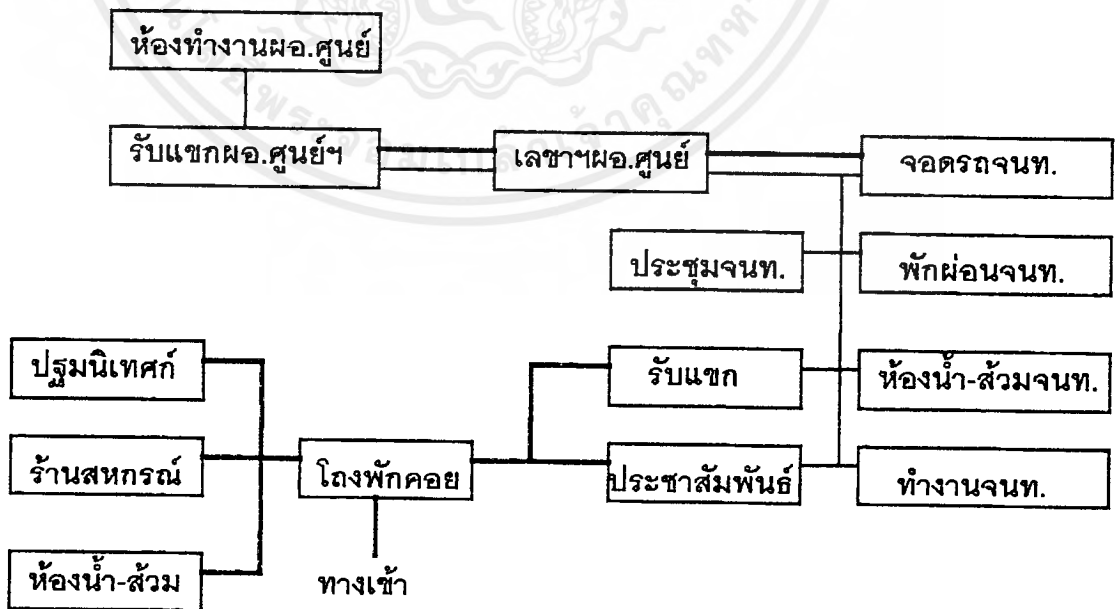 ห้องทำงานผอ.ศูนย์
รับแขกผอ.ศูนย์ฯ
เลขาฯผอ.ศูนย์
จอดรถจนท.
ประชุมจนท.
พักผ่อนจนท.
ปฐมนิเทศก์
รับแขก
ห้องน้ำ-ส้วมจนท.
ร้านสหกรณ์
โถงพักคอย
ประชาสัมพันธ์
ทำงานจนท.
ห้องน้ำ-ส้วม
ทางเข้า